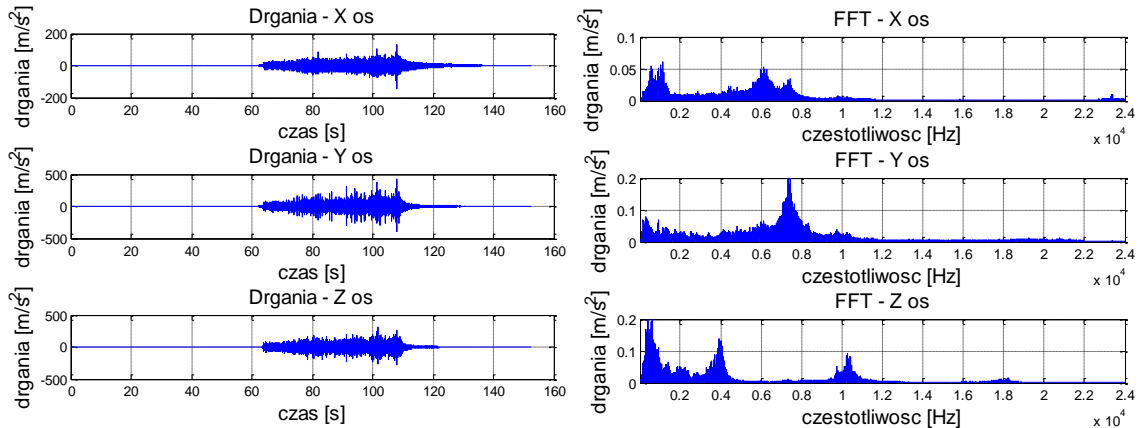 Drgania - X os
drgania [m/s²]
200
0
-200
0 20 40 60 80 100 120 140 160
czas [s]
FFT - X os
drgania [m/s²]
0.1
0.05
0
0.2 0.4 0.6 0.8 1 1.2 1.4 1.6 1.8 2 2.2 2.4
x 10⁴
czestotliwosc [Hz]
Drgania - Y os
drgania [m/s²]
500
0
-500
0 20 40 60 80 100 120 140 160
czas [s]
FFT - Y os
drgania [m/s²]
0.2
0.1
0
0.2 0.4 0.6 0.8 1 1.2 1.4 1.6 1.8 2 2.2 2.4
x 10⁴
czestotliwosc [Hz]
Drgania - Z os
drgania [m/s²]
500
0
-500
0 20 40 60 80 100 120 140 160
czas [s]
FFT - Z os
drgania [m/s²]
0.2
0.1
0
0.2 0.4 0.6 0.8 1 1.2 1.4 1.6 1.8 2 2.2 2.4
x 10⁴
czestotliwosc [Hz]